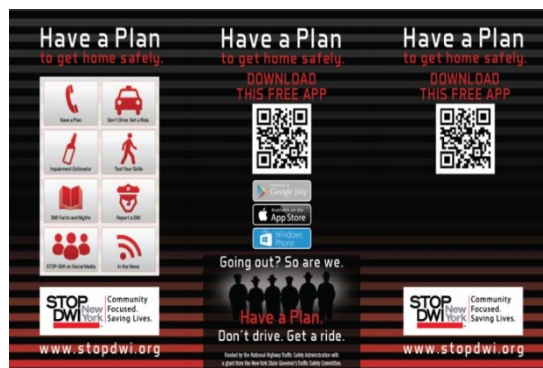 Have a Plan
to get home safely.
Have a Plan
Don't Drive. Get a Ride
Impairment Estimator
Test Your Skills
DWI Facts and Myths
Report a DWI
STOP-DWI on Social Media
In the News
STOP
DWI New York
Community
Focused.
Saving Lives.
www.stopdwi.org
Have a Plan
to get home safely.
DOWNLOAD
THIS FREE APP
Google play
Available on the
App Store
Windows
Phone
Going out? So are we.
Have a Plan.
Don't drive. Get a ride.
Funded by the National Highway Traffic Safety Administration with
a grant from the New York State Governor's Traffic Safety Committee.
Have a Plan
to get home safely.
DOWNLOAD
THIS FREE APP
STOP
DWI New York
Community
Focused.
Saving Lives.
www.stopdwi.org